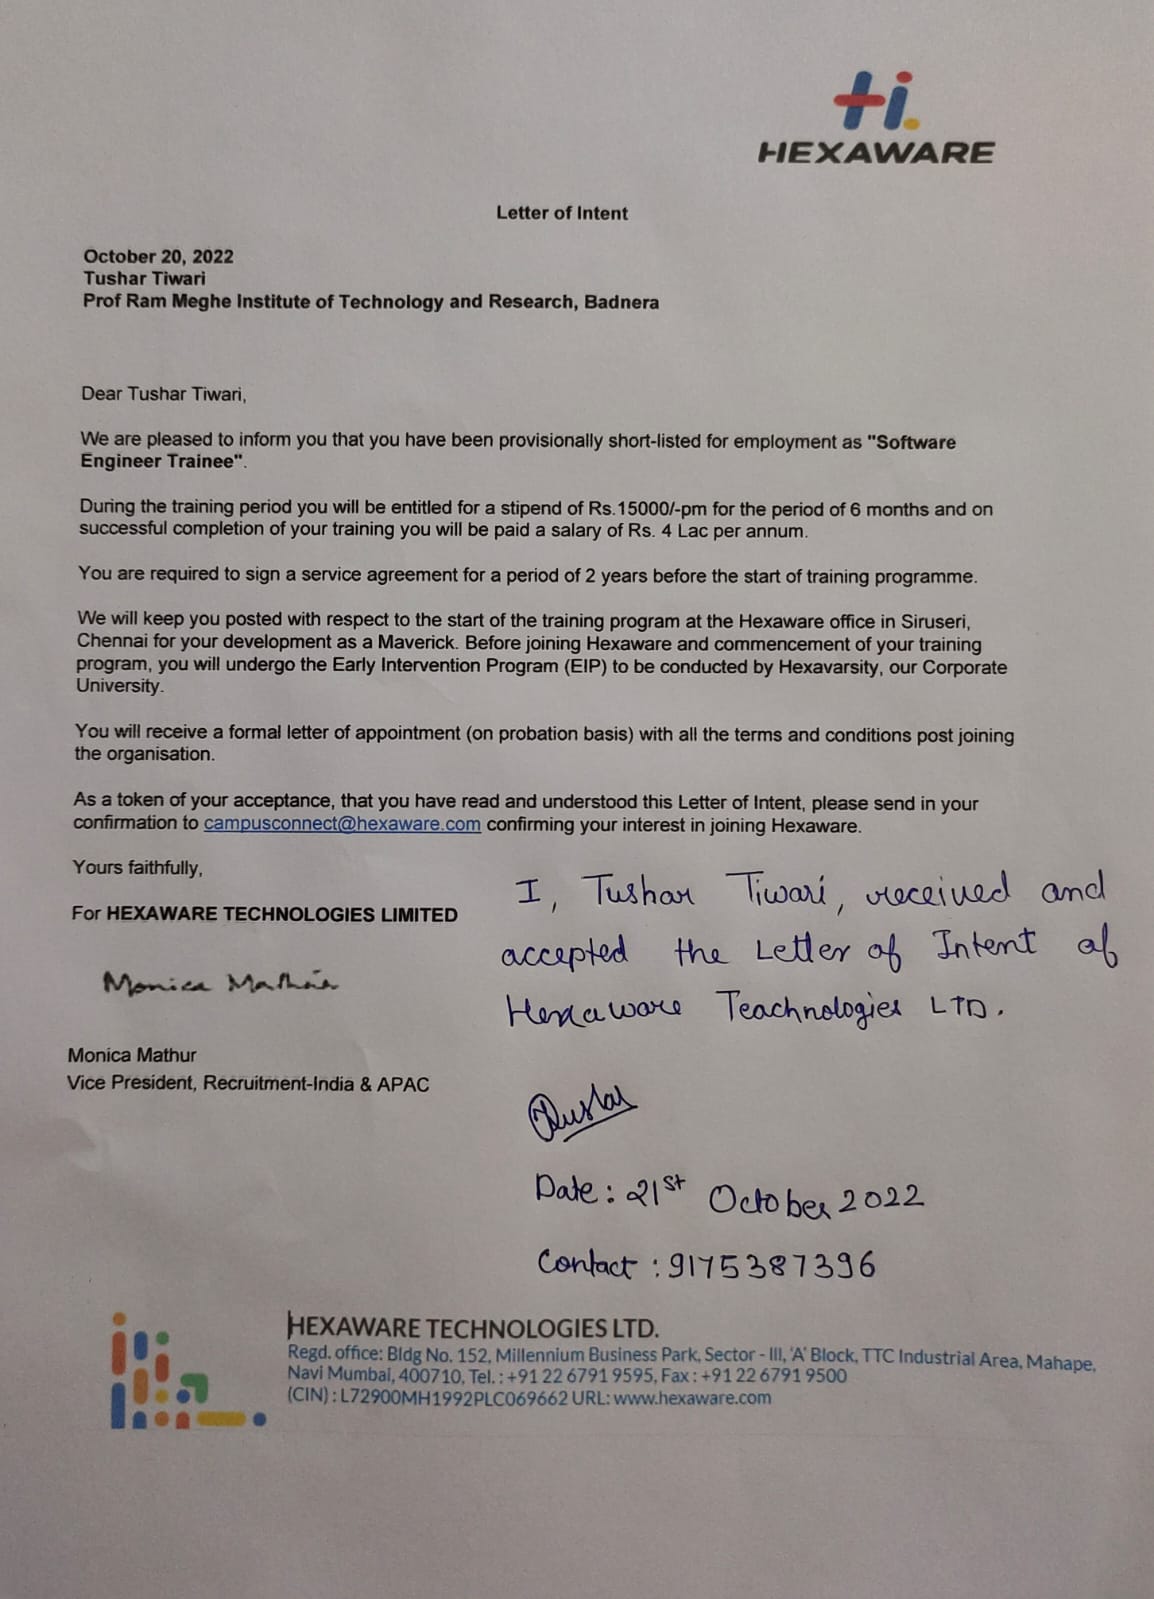 Hi.
HEXAWARE
Letter of Intent
October 20, 2022
Tushar Tiwari
Prof Ram Meghe Institute of Technology and Research, Badnera
Dear Tushar Tiwari,
We are pleased to inform you that you have been provisionally short-listed for employment as "Software
Engineer Trainee".
During the training period you will be entitled for a stipend of Rs.15000/-pm for the period of 6 months and on
successful completion of your training you will be paid a salary of Rs. 4 Lac per annum.
You are required to sign a service agreement for a period of 2 years before the start of training programme.
We will keep you posted with respect to the start of the training program at the Hexaware office in Siruseri,
Chennai for your development as a Maverick. Before joining Hexaware and commencement of your training
program, you will undergo the Early Intervention Program (EIP) to be conducted by Hexavarsity, our Corporate
University.
You will receive a formal letter of appointment (on probation basis) with all the terms and conditions post joining
the organisation.
As a token of your acceptance, that you have read and understood this Letter of Intent, please send in your
confirmation to campusconnect@hexaware.com confirming your interest in joining Hexaware.
Yours faithfully,
For HEXAWARE TECHNOLOGIES LIMITED
Monica Mathur
Monica Mathur
Vice President, Recruitment-India & APAC
I, Tushar Tiwari, received and
accepted the Letter of Intent of
Hexaware Teachnologies LTD.
Tushar
Date : 21st October 2022
Contact : 9175387396
HEXAWARE TECHNOLOGIES LTD.
Regd. office: Bldg No. 152, Millennium Business Park, Sector - III, 'A' Block, TTC Industrial Area, Mahape,
Navi Mumbai, 400710, Tel. : +91 22 6791 9595, Fax : +91 22 6791 9500
(CIN) : L72900MH1992PLC069662 URL: www.hexaware.com